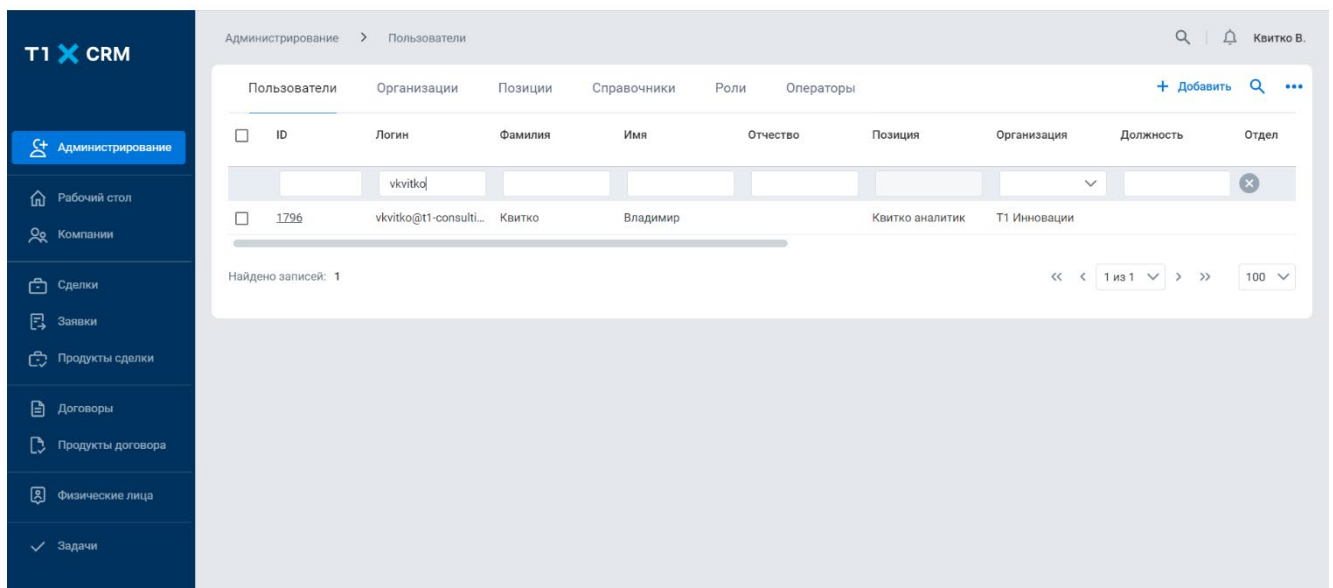 T1 X CRM
Администрирование > Пользователи
Квитко В.
Администрирование
Рабочий стол
Компании
Сделки
Заявки
Продукты сделки
Договоры
Продукты договора
Физические лица
Задачи
Пользователи Организации Позиции Справочники Роли Операторы
+ Добавить
ID Логин Фамилия Имя Отчество Позиция Организация Должность Отдел
vkvitko
1796 vkvitko@t1-consulti... Квитко Владимир Квитко аналитик Т1 Инновации
Найдено записей: 1
<< < 1 из 1 > >> 100